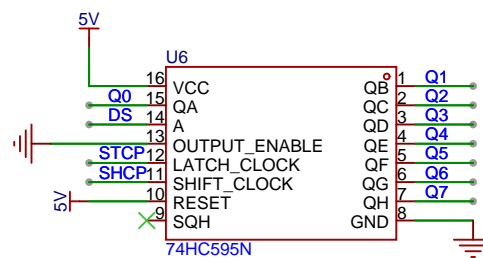 5V
U6
16 VCC QB 1 Q1
Q0 15 QA QC 2 Q2
DS 14 A QD 3 Q3
13 OUTPUT_ENABLE QE 4 Q4
STCP 12 LATCH_CLOCK QF 5 Q5
SHCP 11 SHIFT_CLOCK QG 6 Q6
5V 10 RESET QH 7 Q7
9 SQH GND 8
74HC595N